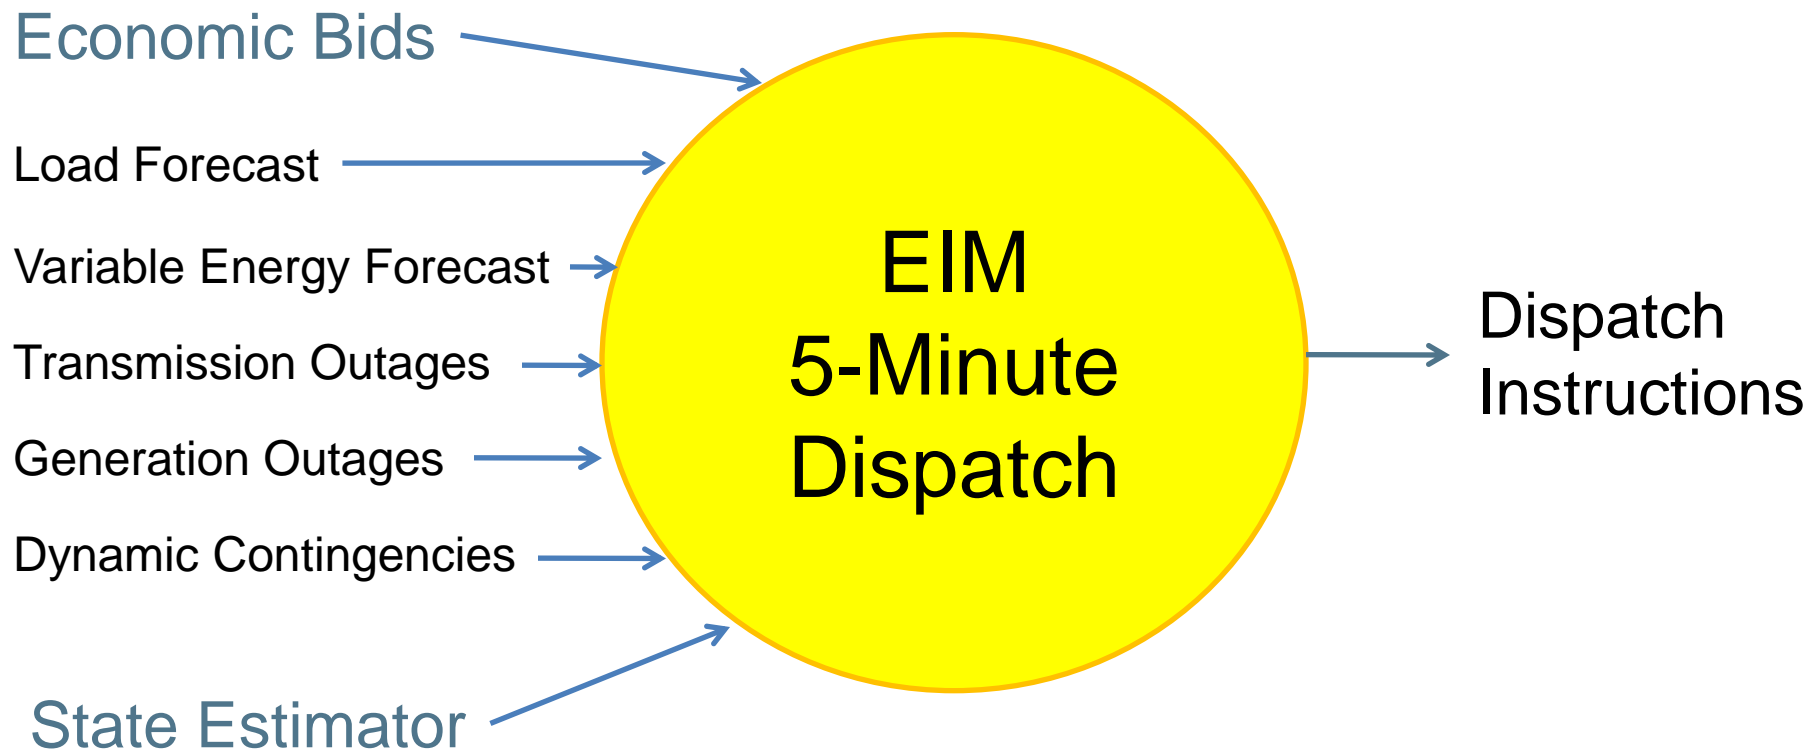 Economic Bids
Load Forecast
Variable Energy Forecast
Transmission Outages
Generation Outages
Dynamic Contingencies
State Estimator
EIM
5-Minute
Dispatch
Dispatch
Instructions